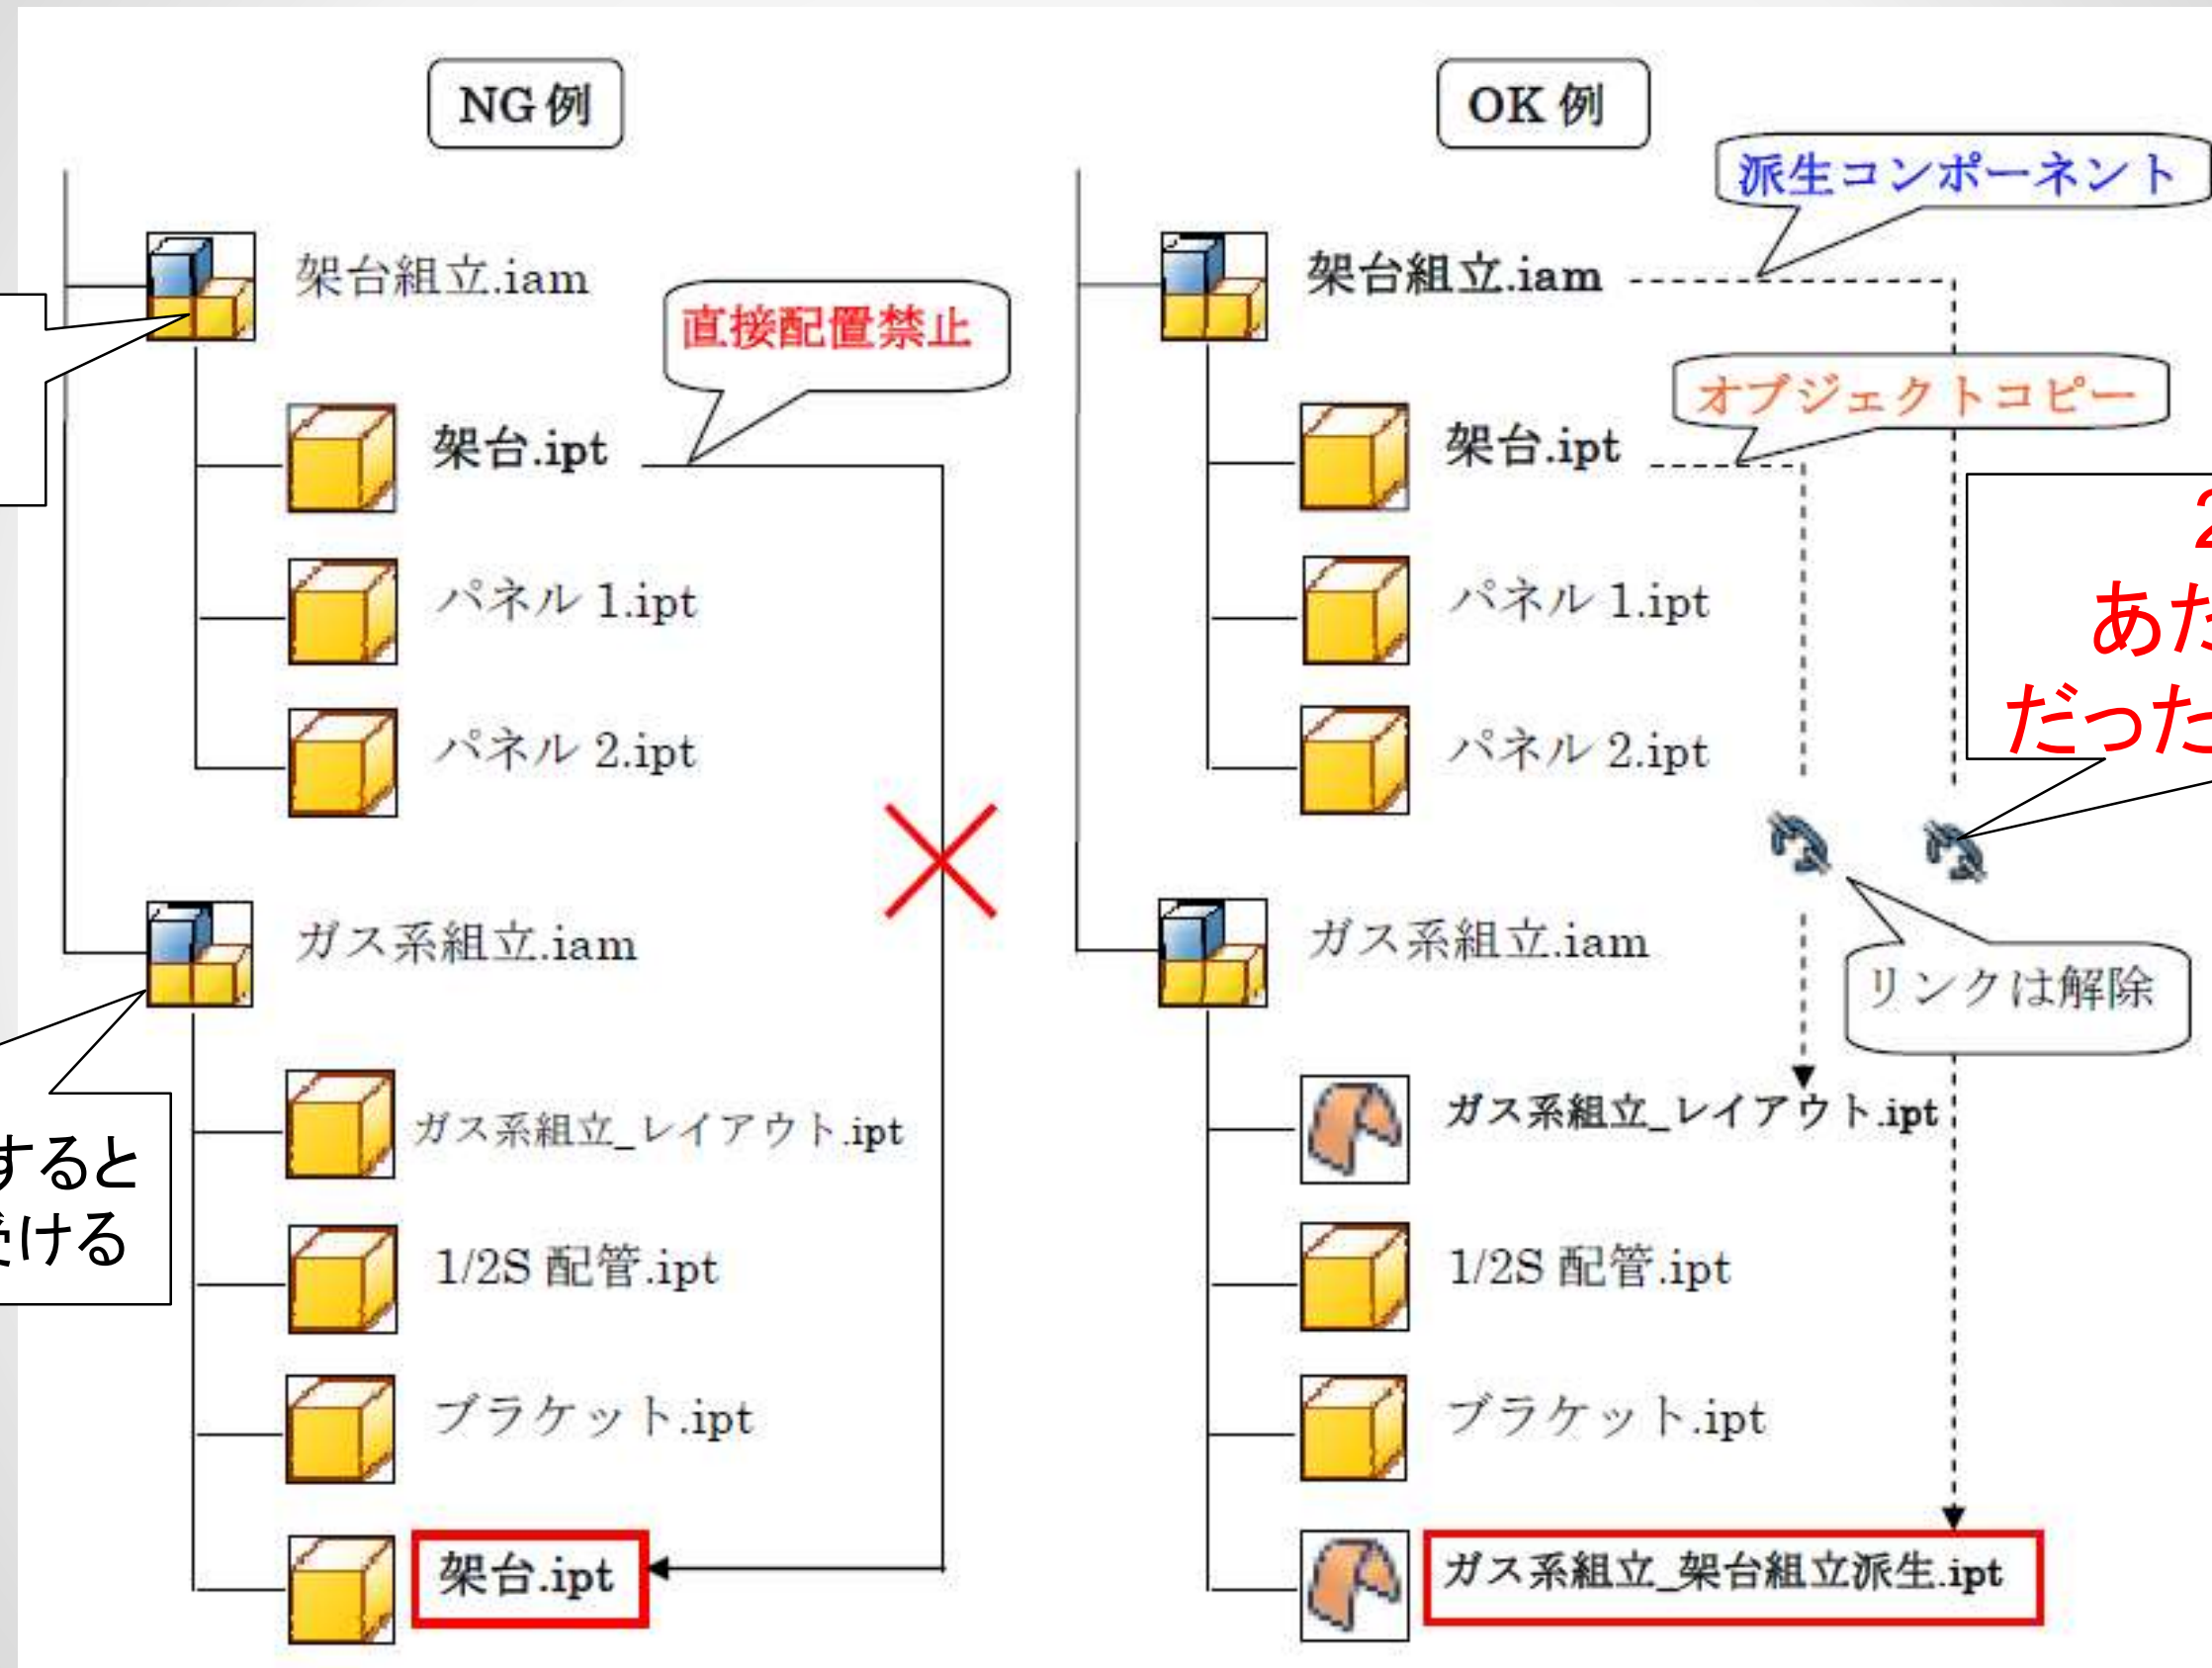 NG例
架台組立.iam
直接配置禁止
架台.ipt
パネル 1.ipt
パネル 2.ipt
ガス系組立.iam
すると
受ける
ガス系組立_レイアウト.ipt
1/2S 配管.ipt
ブラケット.ipt
架台.ipt
OK例
派生コンポーネント
架台組立.iam
オブジェクトコピー
架台.ipt
パネル 1.ipt
2
あた
だった
パネル 2.ipt
ガス系組立.iam
リンクは解除
ガス系組立_レイアウト.ipt
1/2S 配管.ipt
ブラケット.ipt
ガス系組立_架台組立派生.ipt